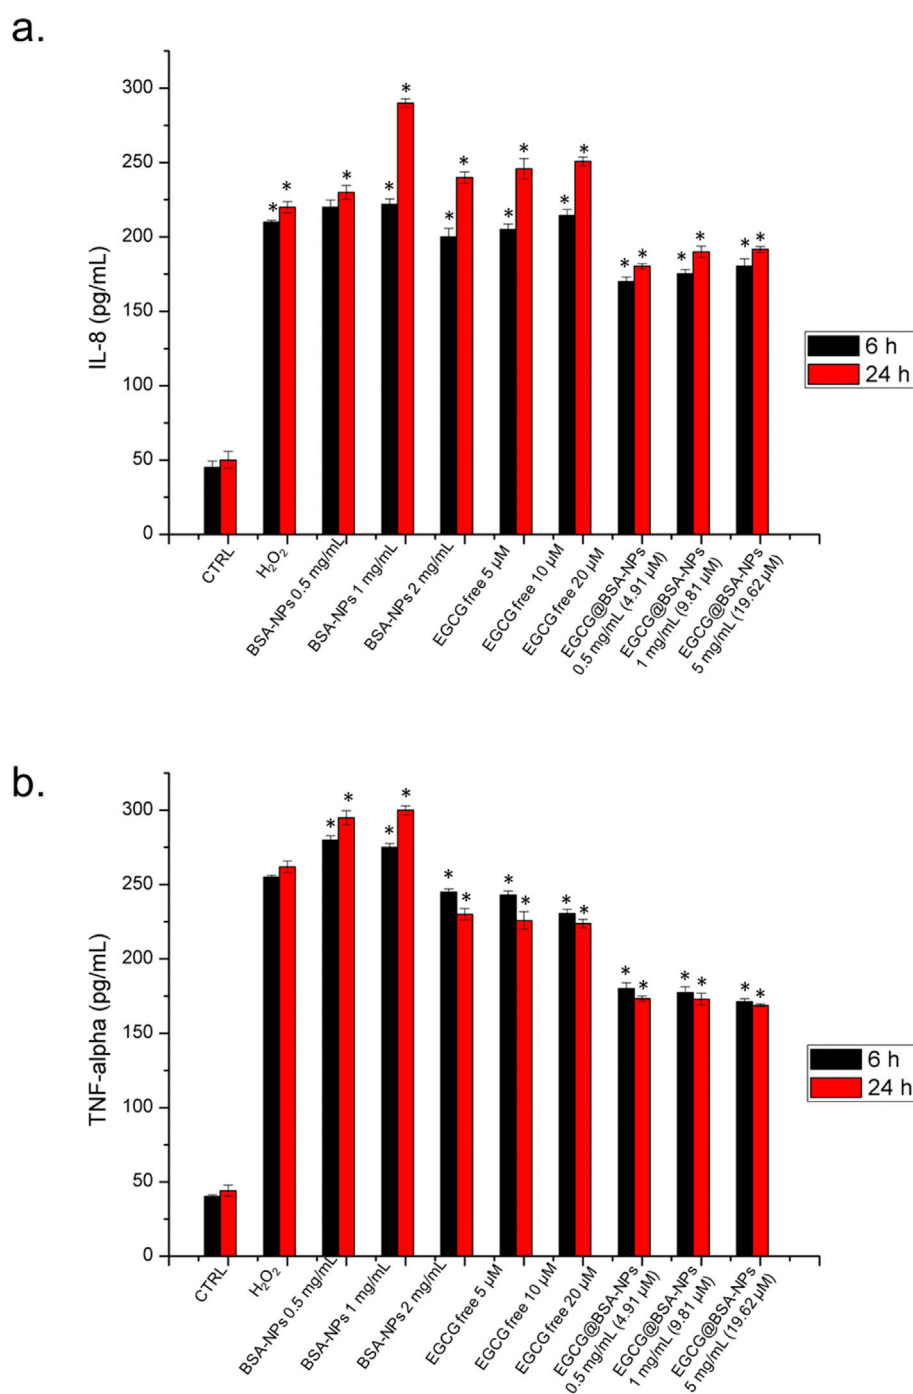 a.
IL-8 (pg/mL)
300
250
200
150
100
50
0
* * * * * * * * * * * * * * * * * * *
6 h
24 h
CTRL
H₂O₂
BSA-NPs 0.5 mg/mL
BSA-NPs 1 mg/mL
BSA-NPs 2 mg/mL
EGCG free 5 µM
EGCG free 10 µM
EGCG free 20 µM
EGCG@BSA-NPs
0.5 mg/mL (4.91 µM)
EGCG@BSA-NPs
1 mg/mL (9.81 µM)
EGCG@BSA-NPs
5 mg/mL (19.62 µM)
b.
TNF-alpha (pg/mL)
300
250
200
150
100
50
0
* * * * * * * * * * * * * * * * * *
6 h
24 h
CTRL
H₂O₂
BSA-NPs 0.5 mg/mL
BSA-NPs 1 mg/mL
BSA-NPs 2 mg/mL
EGCG free 5 µM
EGCG free 10 µM
EGCG free 20 µM
EGCG@BSA-NPs
0.5 mg/mL (4.91 µM)
EGCG@BSA-NPs
1 mg/mL (9.81 µM)
EGCG@BSA-NPs
5 mg/mL (19.62 µM)